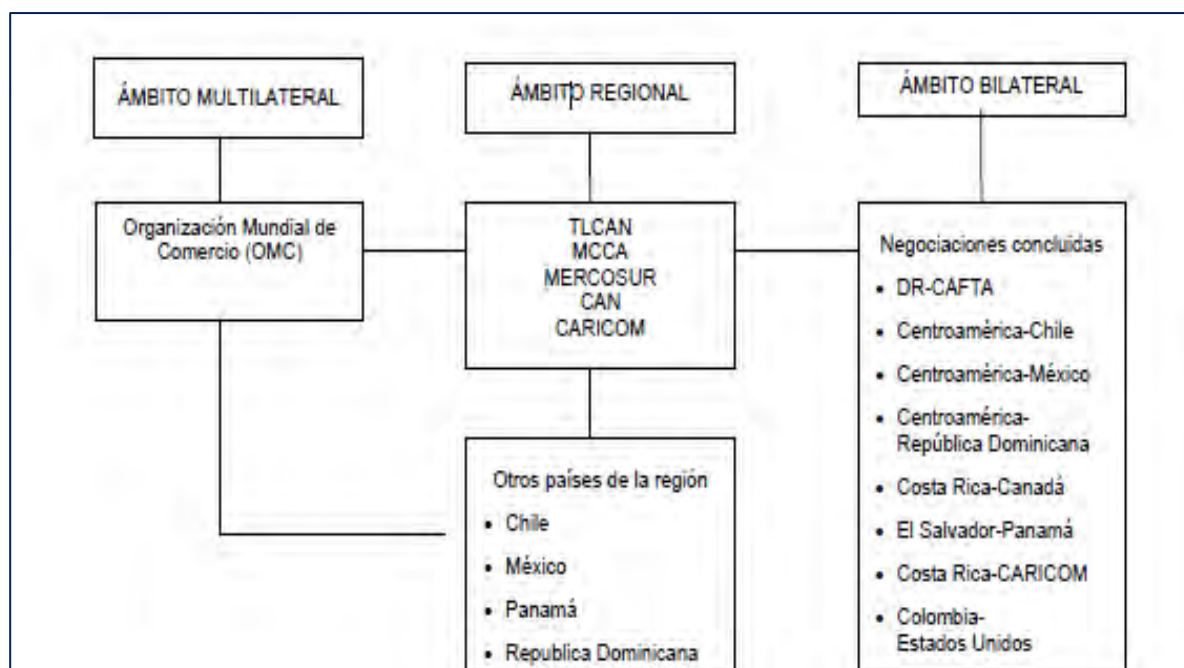 ÁMBITO MULTILATERAL
ÁMBITO REGIONAL
ÁMBITO BILATERAL
Organización Mundial de
Comercio (OMC)
TLCAN
MCCA
MERCOSUR
CAN
CARICOM
Otros países de la región
• Chile
• México
• Panamá
• Republica Dominicana
Negociaciones concluidas
• DR-CAFTA
• Centroamérica-Chile
• Centroamérica-México
• Centroamérica-
República Dominicana
• Costa Rica-Canadá
• El Salvador-Panamá
• Costa Rica-CARICOM
• Colombia-
Estados Unidos